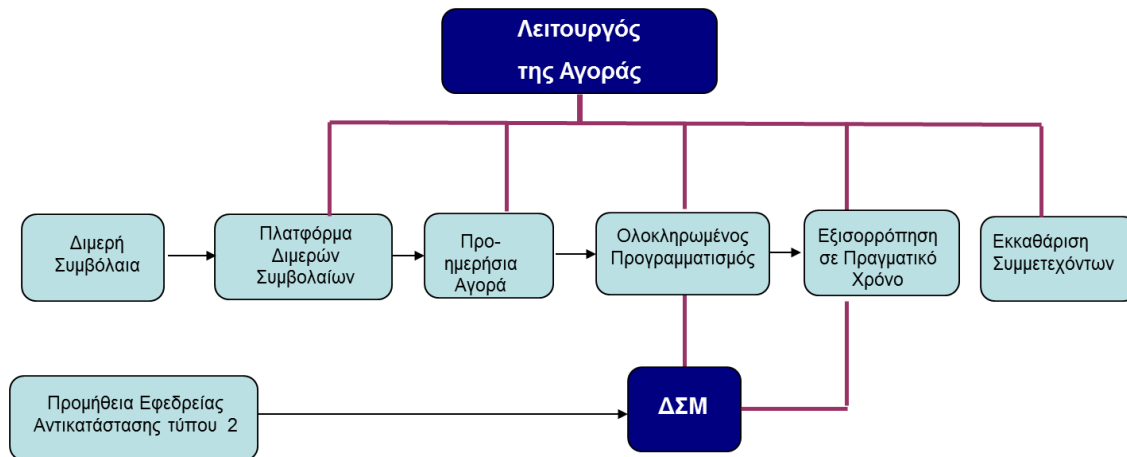 Λειτουργός
της Αγοράς
Διμερή
Συμβόλαια
Πλατφόρμα
Διμερών
Συμβολαίων
Προ-
ημερήσια
Αγορά
Ολοκληρωμένος
Προγραμματισμός
Εξισορρόπηση
σε Πραγματικό
Χρόνο
Εκκαθάριση
Συμμετεχόντων
Προμήθεια Εφεδρείας
Αντικατάστασης τύπου 2
ΔΣΜ